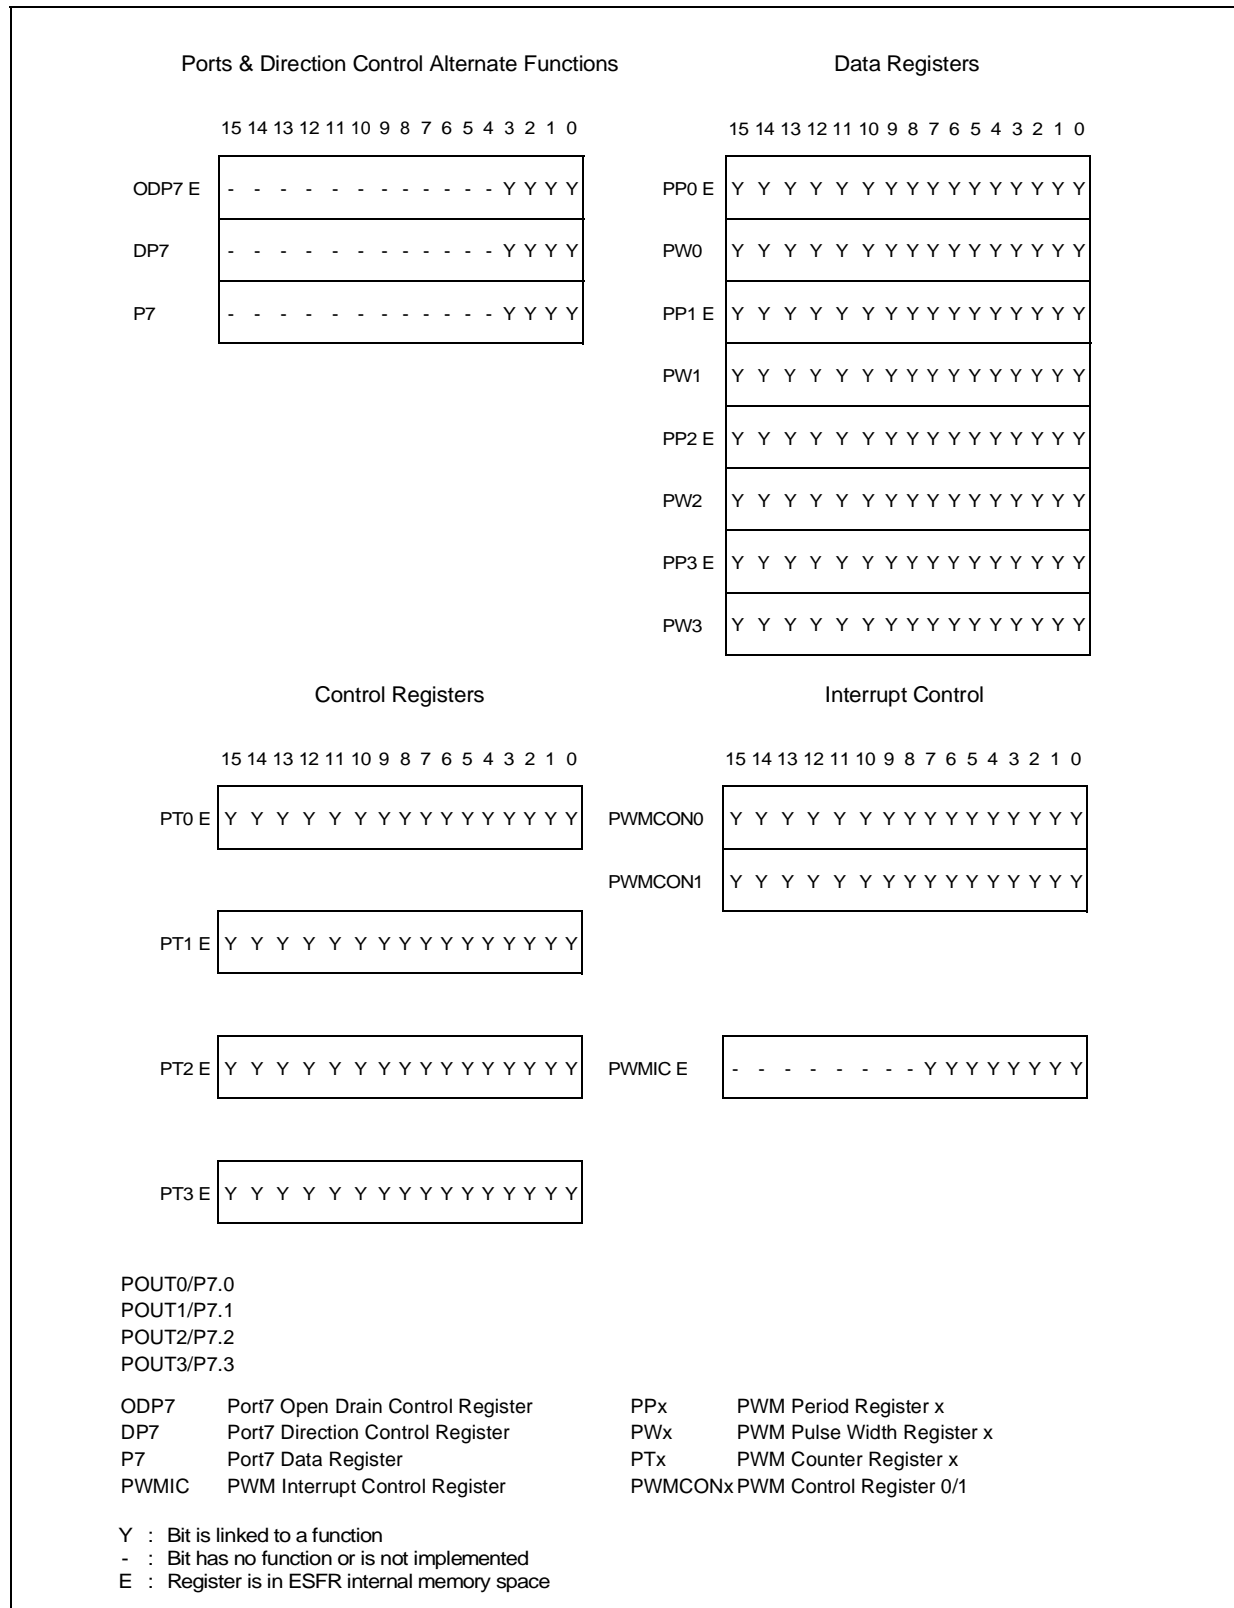 Ports & Direction Control Alternate Functions
15 14 13 12 11 10 9 8 7 6 5 4 3 2 1 0
ODP7 E - - - - - - - - - - - - Y Y Y Y
DP7 - - - - - - - - - - - - Y Y Y Y
P7 - - - - - - - - - - - - Y Y Y Y
Data Registers
15 14 13 12 11 10 9 8 7 6 5 4 3 2 1 0
PP0 E Y Y Y Y Y Y Y Y Y Y Y Y Y Y Y Y
PW0 Y Y Y Y Y Y Y Y Y Y Y Y Y Y Y Y
PP1 E Y Y Y Y Y Y Y Y Y Y Y Y Y Y Y Y
PW1 Y Y Y Y Y Y Y Y Y Y Y Y Y Y Y Y
PP2 E Y Y Y Y Y Y Y Y Y Y Y Y Y Y Y Y
PW2 Y Y Y Y Y Y Y Y Y Y Y Y Y Y Y Y
PP3 E Y Y Y Y Y Y Y Y Y Y Y Y Y Y Y Y
PW3 Y Y Y Y Y Y Y Y Y Y Y Y Y Y Y Y
Control Registers
15 14 13 12 11 10 9 8 7 6 5 4 3 2 1 0
PT0 E Y Y Y Y Y Y Y Y Y Y Y Y Y Y Y Y
PT1 E Y Y Y Y Y Y Y Y Y Y Y Y Y Y Y Y
PT2 E Y Y Y Y Y Y Y Y Y Y Y Y Y Y Y Y
PT3 E Y Y Y Y Y Y Y Y Y Y Y Y Y Y Y Y
Interrupt Control
15 14 13 12 11 10 9 8 7 6 5 4 3 2 1 0
PWMCON0 Y Y Y Y Y Y Y Y Y Y Y Y Y Y Y Y
PWMCON1 Y Y Y Y Y Y Y Y Y Y Y Y Y Y Y Y
PWMIC E - - - - - - - - Y Y Y Y Y Y Y Y
POUT0/P7.0
POUT1/P7.1
POUT2/P7.2
POUT3/P7.3
ODP7 Port7 Open Drain Control Register
DP7 Port7 Direction Control Register
P7 Port7 Data Register
PWMIC PWM Interrupt Control Register
PPx PWM Period Register x
PWx PWM Pulse Width Register x
PTx PWM Counter Register x
PWMCONx PWM Control Register 0/1
Y : Bit is linked to a function
- : Bit has no function or is not implemented
E : Register is in ESFR internal memory space